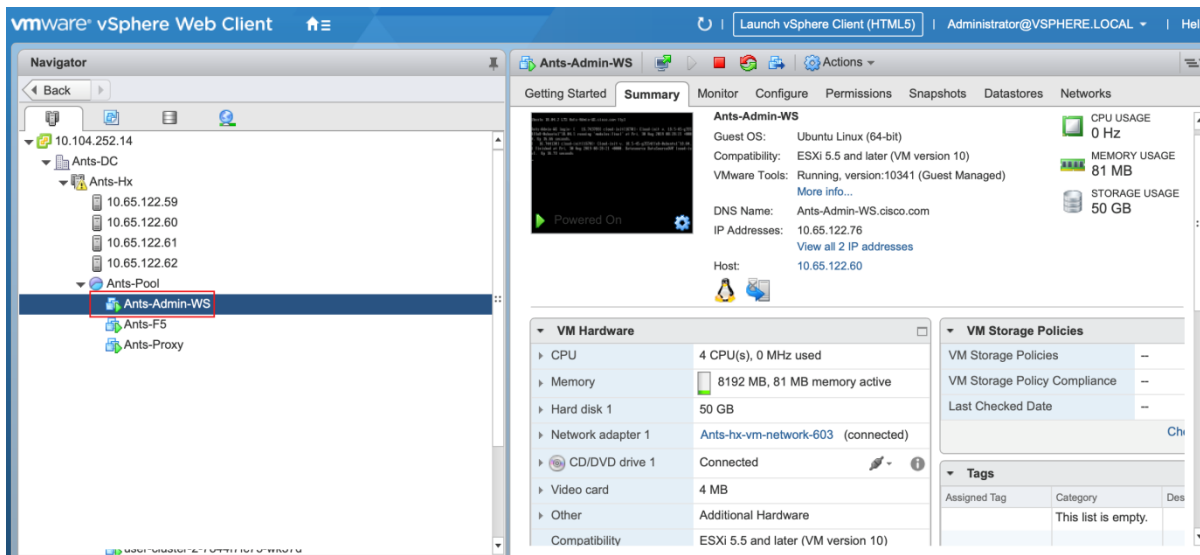 vmware® vSphere Web Client
Launch vSphere Client (HTML5) | Administrator@VSPHERE.LOCAL | Hel
Navigator
Back
10.104.252.14
Ants-DC
Ants-Hx
10.65.122.59
10.65.122.60
10.65.122.61
10.65.122.62
Ants-Pool
Ants-Admin-WS
Ants-F5
Ants-Proxy
Ants-Admin-WS
Actions
Getting Started Summary Monitor Configure Permissions Snapshots Datastores Networks
Powered On
Ants-Admin-WS
Guest OS: Ubuntu Linux (64-bit)
Compatibility: ESXi 5.5 and later (VM version 10)
VMware Tools: Running, version:10341 (Guest Managed)
More info...
DNS Name: Ants-Admin-WS.cisco.com
IP Addresses: 10.65.122.76
View all 2 IP addresses
Host: 10.65.122.60
CPU USAGE
0 Hz
MEMORY USAGE
81 MB
STORAGE USAGE
50 GB
VM Hardware
CPU 4 CPU(s), 0 MHz used
Memory 8192 MB, 81 MB memory active
Hard disk 1 50 GB
Network adapter 1 Ants-hx-vm-network-603 (connected)
CD/DVD drive 1 Connected
Video card 4 MB
Other Additional Hardware
Compatibility ESXi 5.5 and later (VM version 10)
VM Storage Policies
VM Storage Policies --
VM Storage Policy Compliance --
Last Checked Date --
Che
Tags
Assigned Tag Category Des
This list is empty.